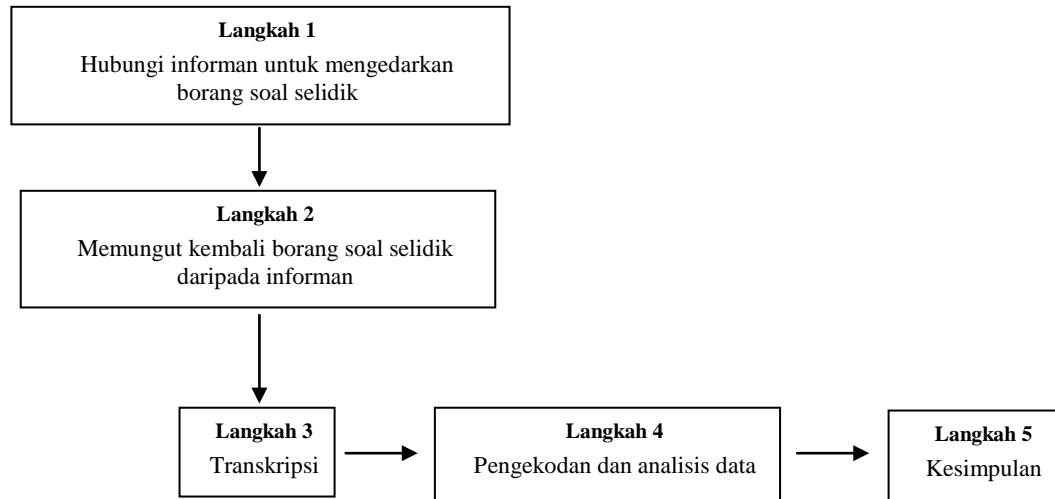 Langkah 1
Hubungi informan untuk mengedarkan
borang soal selidik
Langkah 2
Memungut kembali borang soal selidik
daripada informan
Langkah 3
Transkripsi
Langkah 4
Pengekodan dan analisis data
Langkah 5
Kesimpulan